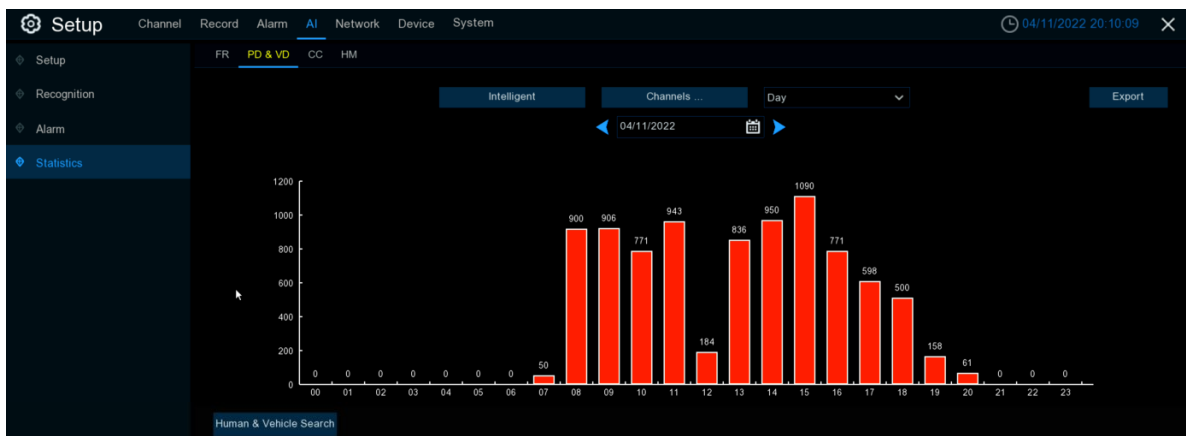 Setup Channel Record Alarm AI Network Device System 04/11/2022 20:10:09
Setup
Recognition
Alarm
Statistics
FR PD & VD CC HM
Intelligent Channels ... Day Export
04/11/2022
1200
1000
800
600
400
200
0
0 0 0 0 0 0 0 50 900 906 771 943 184 836 950 1090 771 598 500 158 61 0 0 0
00 01 02 03 04 05 06 07 08 09 10 11 12 13 14 15 16 17 18 19 20 21 22 23
Human & Vehicle Search